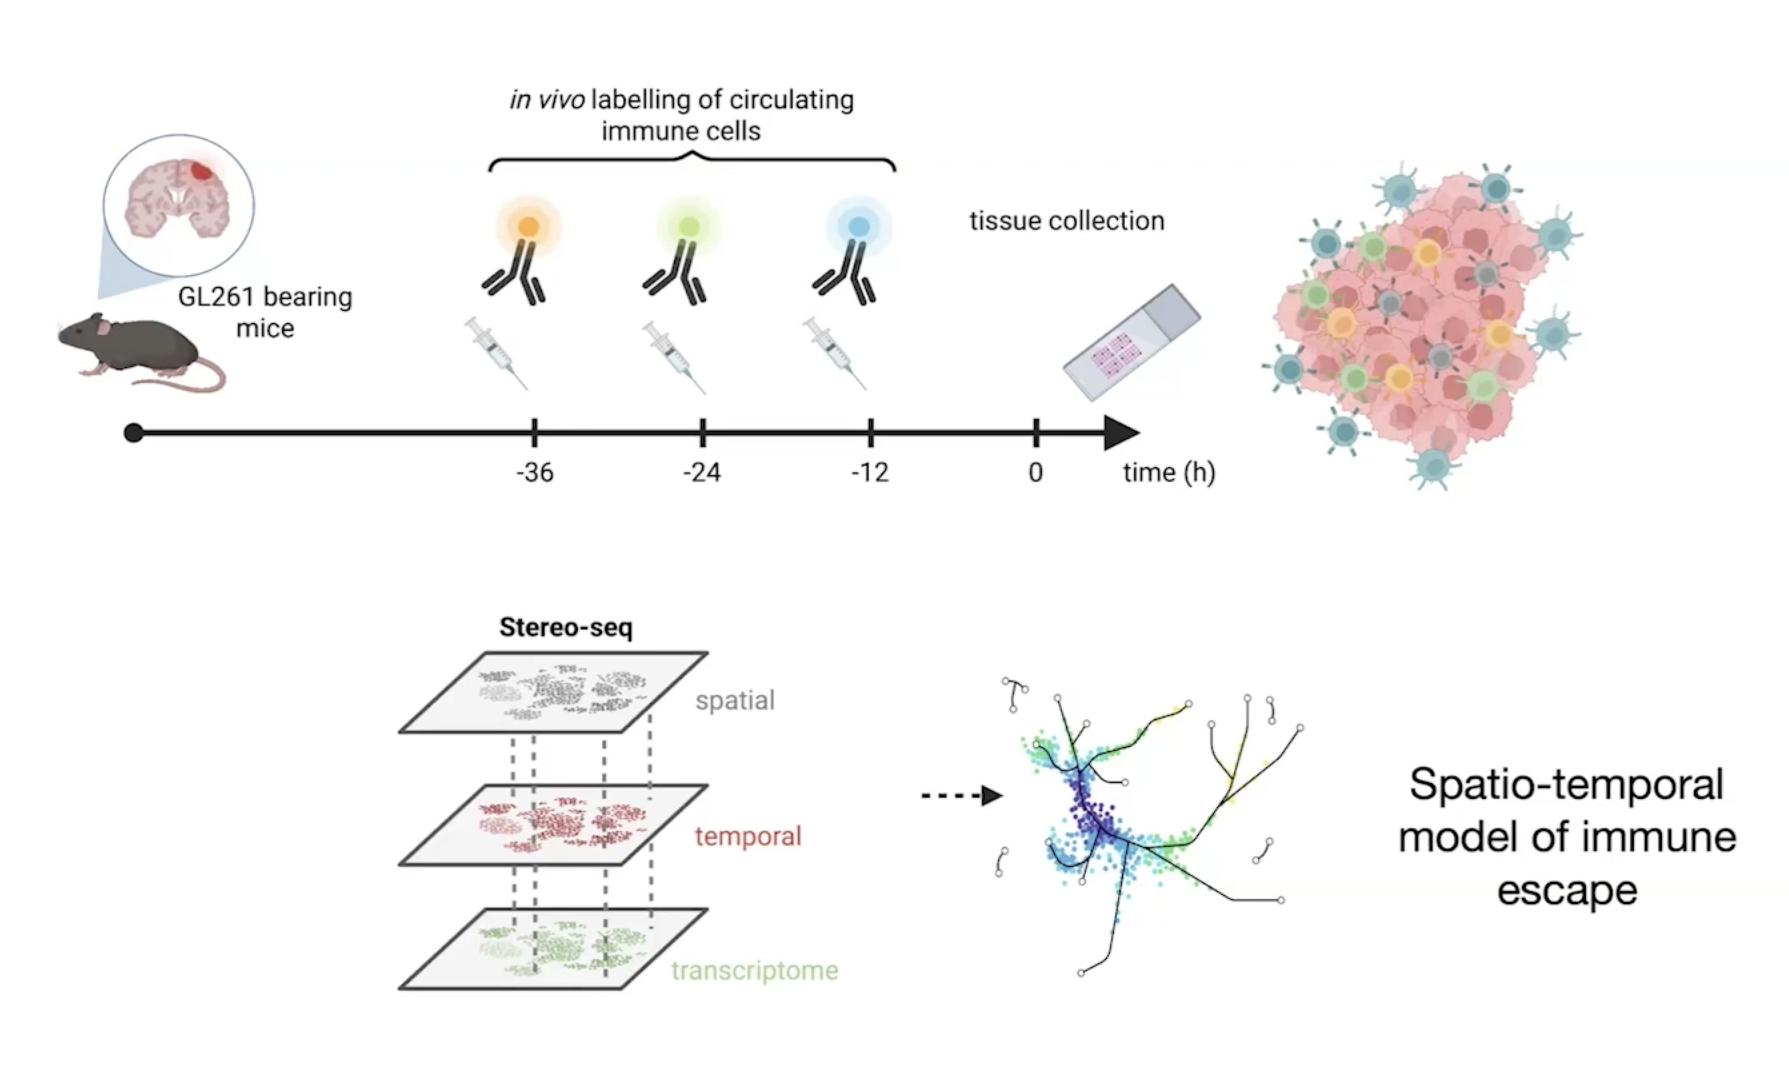 in vivo labelling of circulating
immune cells
tissue collection
GL261 bearing
mice
-36
-24
-12
0
time (h)
Stereo-seq
spatial
temporal
transcriptome
Spatio-temporal
model of immune
escape